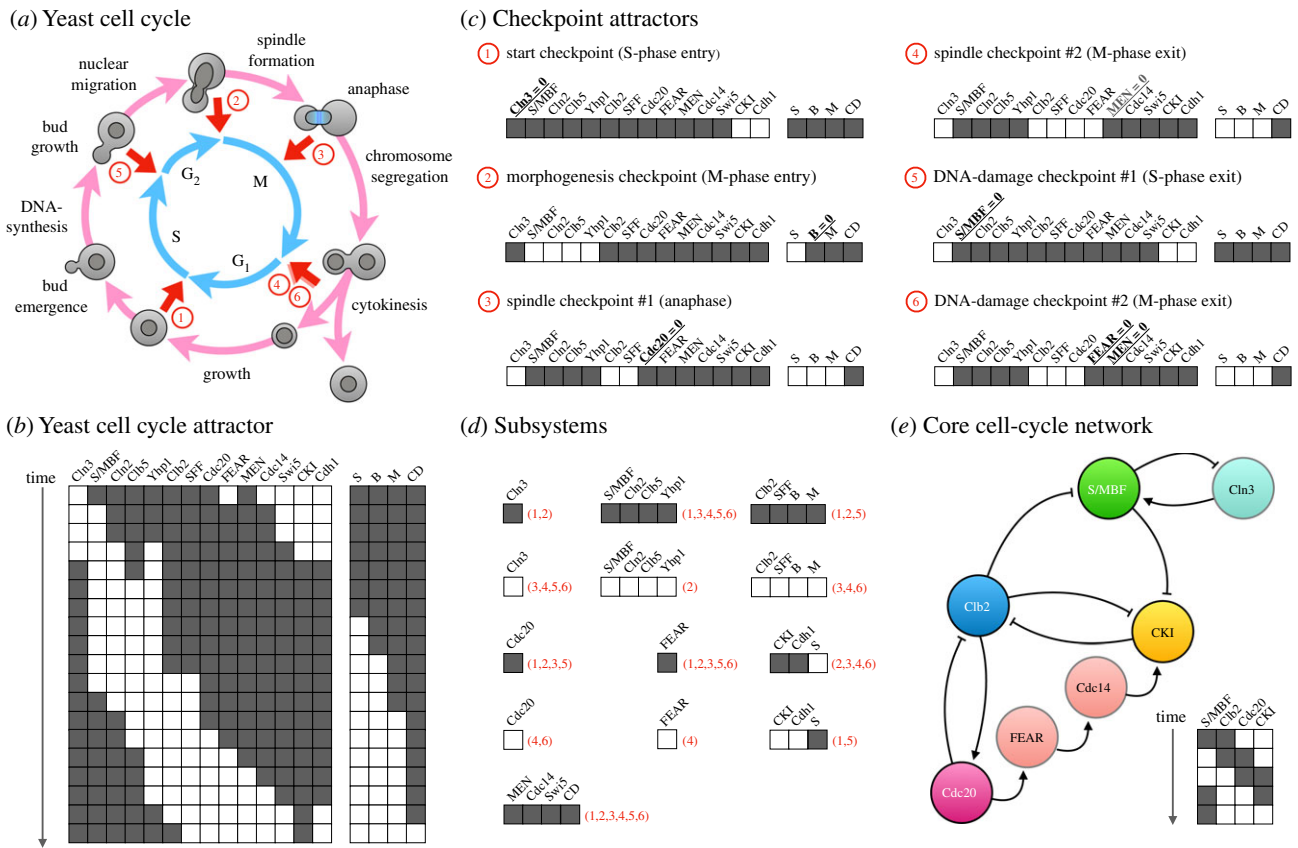 (a) Yeast cell cycle
spindle
formation
nuclear
migration
anaphase
2
3
bud
growth
5
G2
M
chromosome
segregation
DNA-
synthesis
S
G1
4
6
bud
emergence
1
cytokinesis
growth
(b) Yeast cell cycle attractor
time
Cln3 S/MBF Cln2 Clb5 Yhp1 Clb2 SFF Cdc20 FEAR MEN Cdc14 Swi5 CKI Cdh1 S B M CD
(c) Checkpoint attractors
1 start checkpoint (S-phase entry)
Cln3 = 0 S/MBF Cln2 Clb5 Yhp1 Clb2 SFF Cdc20 FEAR MEN Cdc14 Swi5 CKI Cdh1 S B M CD
2 morphogenesis checkpoint (M-phase entry)
Cln3 S/MBF Cln2 Clb5 Yhp1 Clb2 SFF Cdc20 FEAR MEN Cdc14 Swi5 CKI Cdh1 S B = 0 M CD
3 spindle checkpoint #1 (anaphase)
Cln3 S/MBF Cln2 Clb5 Yhp1 Clb2 SFF Cdc20 = 0 FEAR MEN Cdc14 Swi5 CKI Cdh1 S B M CD
4 spindle checkpoint #2 (M-phase exit)
Cln3 S/MBF Cln2 Clb5 Yhp1 Clb2 SFF Cdc20 FEAR MEN = 0 Cdc14 Swi5 CKI Cdh1 S B M CD
5 DNA-damage checkpoint #1 (S-phase exit)
Cln3 S/MBF = 0 Cln2 Clb5 Yhp1 Clb2 SFF Cdc20 FEAR MEN Cdc14 Swi5 CKI Cdh1 S B M CD
6 DNA-damage checkpoint #2 (M-phase exit)
Cln3 S/MBF Cln2 Clb5 Yhp1 Clb2 SFF Cdc20 FEAR = 0 MEN = 0 Cdc14 Swi5 CKI Cdh1 S B M CD
(d) Subsystems
Cln3 S/MBF Cln2 Clb5 Yhp1 Clb2 SFF B M
(1,2) (1,3,4,5,6) (1,2,5)
Cln3 S/MBF Cln2 Clb5 Yhp1 Clb2 SFF B M
(3,4,5,6) (2) (3,4,6)
Cdc20 FEAR CKI Cdh1 S
(1,2,3,5) (1,2,3,5,6) (2,3,4,6)
Cdc20 FEAR CKI Cdh1 S
(4,6) (4) (1,5)
MEN Cdc14 Swi5 CD
(1,2,3,4,5,6)
(e) Core cell-cycle network
S/MBF
Cln3
Clb2
CKI
Cdc14
FEAR
Cdc20
time
S/MBF Clb2 Cdc20 CKI